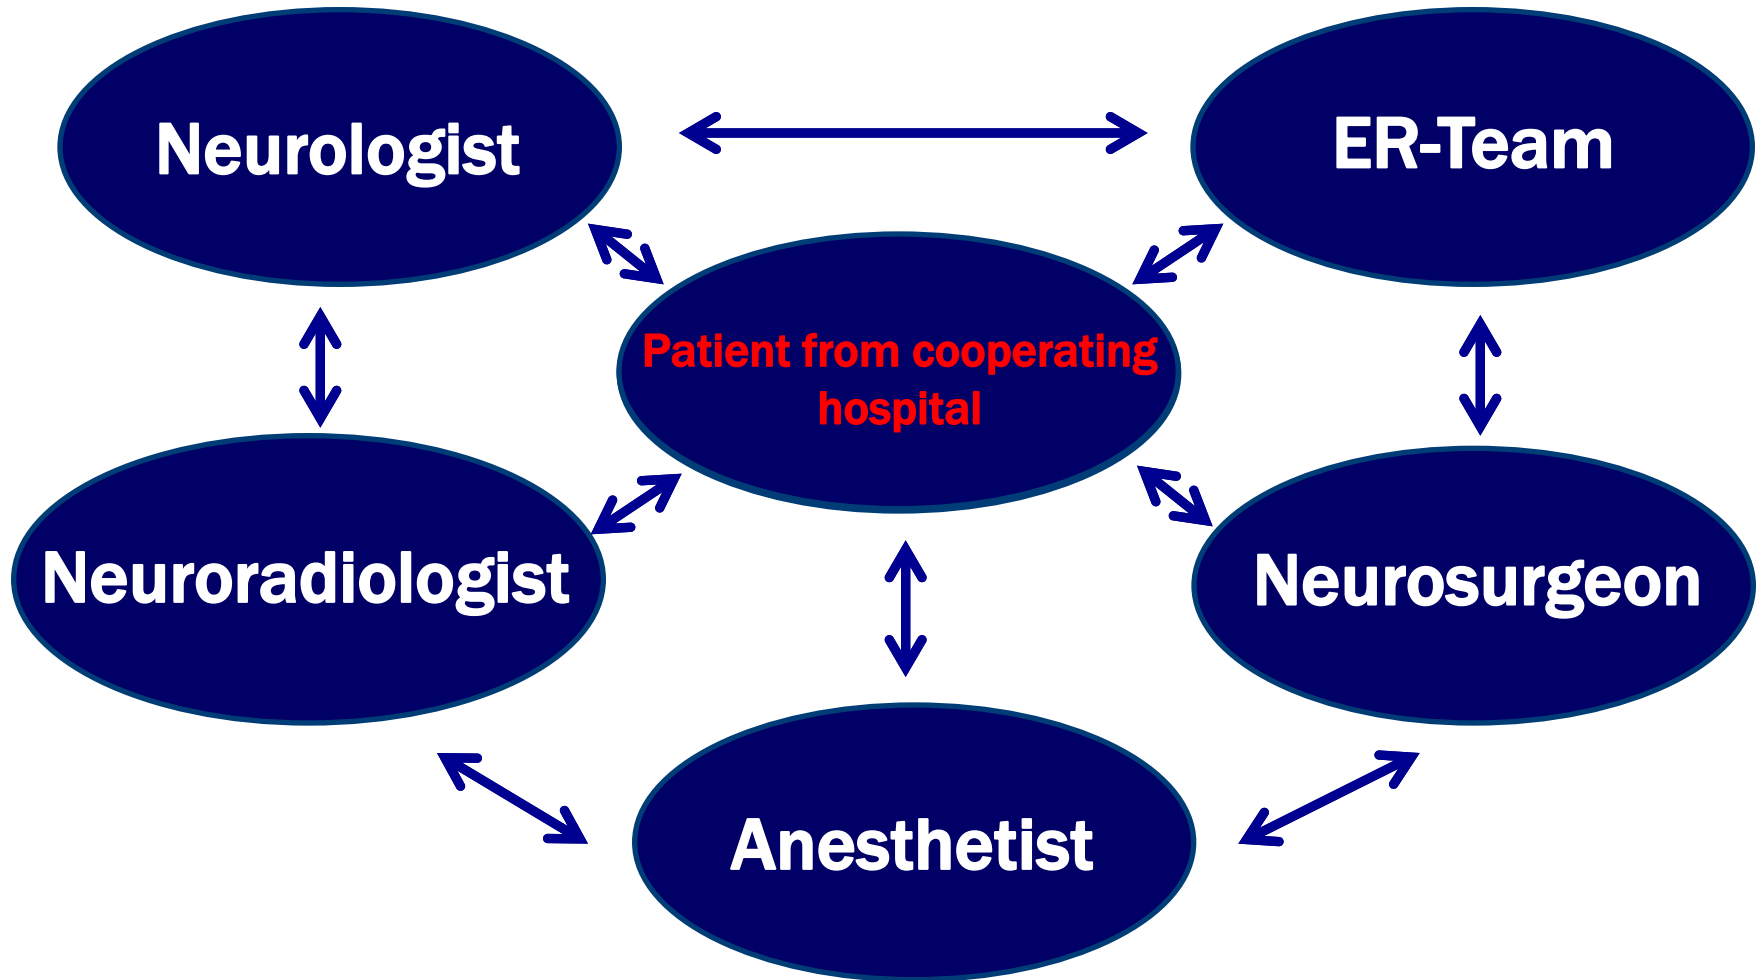 Neurologist
ER-Team
Patient from cooperating
hospital
Neuroradiologist
Neurosurgeon
Anesthetist